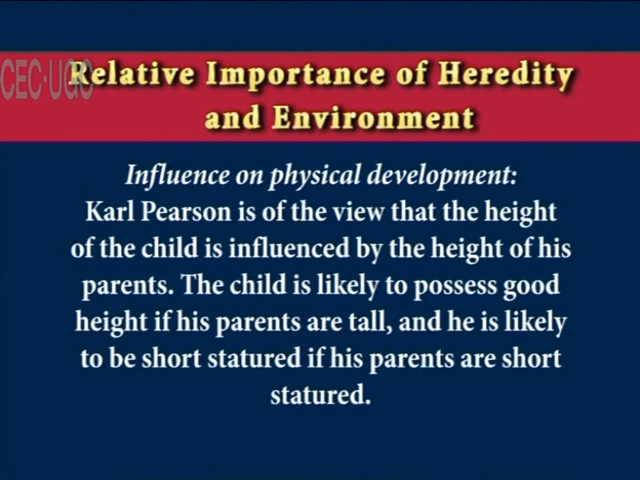 CEC-UGC
Relative Importance of Heredity
and Environment
Influence on physical development:
Karl Pearson is of the view that the height
of the child is influenced by the height of his
parents. The child is likely to possess good
height if his parents are tall, and he is likely
to be short statured if his parents are short
statured.